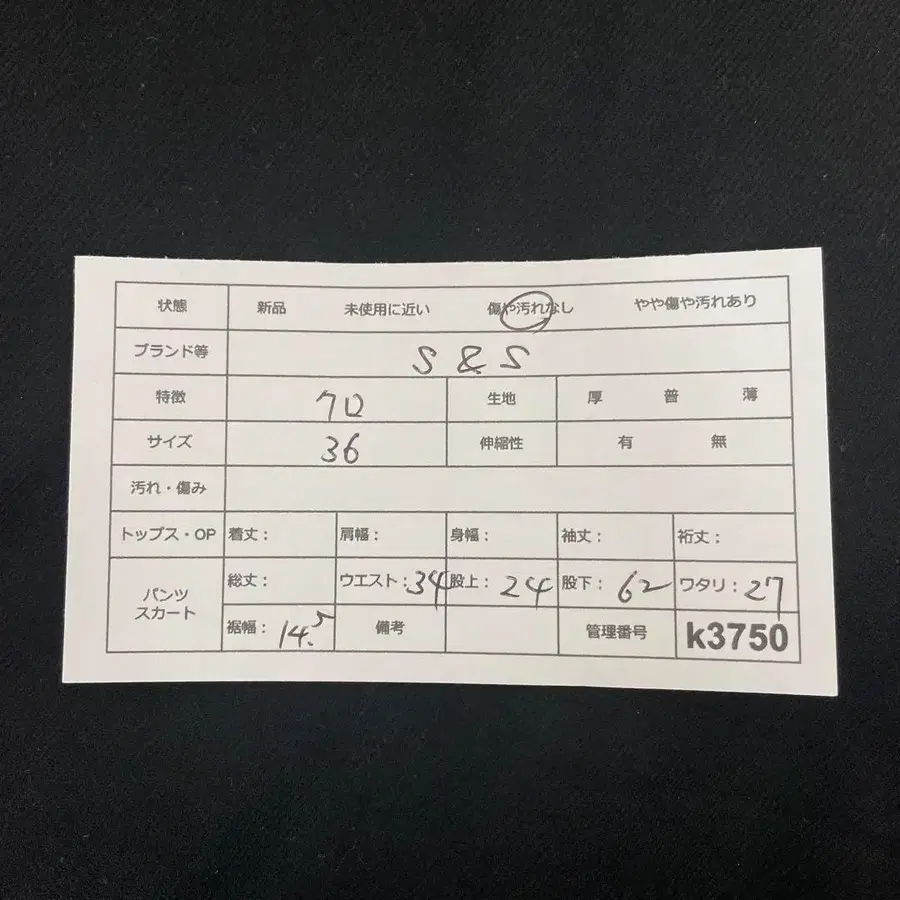 状態 新品 未使用に近い 傷や汚れなし やや傷や汚れあり
ブランド等 S & S
特徴 生地 厚 普 薄
サイズ 36 伸縮性 有 無
汚れ・傷み
トップス・OP 着丈: 肩幅: 身幅: 袖丈: 裄丈:
パンツ スカート 総丈: ウエスト:34 股上:24 股下:62 ワタリ:27
裾幅:14.5 備考 管理番号 k3750